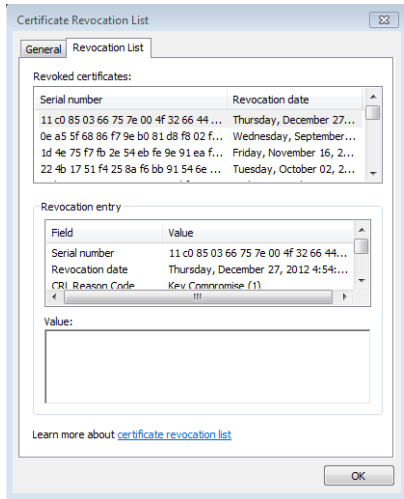 Certificate Revocation List
General Revocation List
Revoked certificates:
Serial number Revocation date
11 c0 85 03 66 75 7e 00 4f 32 66 44 ... Thursday, December 27...
0e a5 5f 68 86 f7 9e b0 81 d8 f8 02 f... Wednesday, September...
1d 4e 75 f7 fb 2e 54 eb fe 9e 91 ea f... Friday, November 16, 2...
22 4b 17 51 f4 25 8a f6 bb 91 54 6e ... Tuesday, October 02, 2...
Revocation entry
Field Value
Serial number 11 c0 85 03 66 75 7e 00 4f 32 66 44...
Revocation date Thursday, December 27, 2012 4:54:...
CRL Reason Code Key Compromise (1)
Value:
Learn more about certificate revocation list
OK